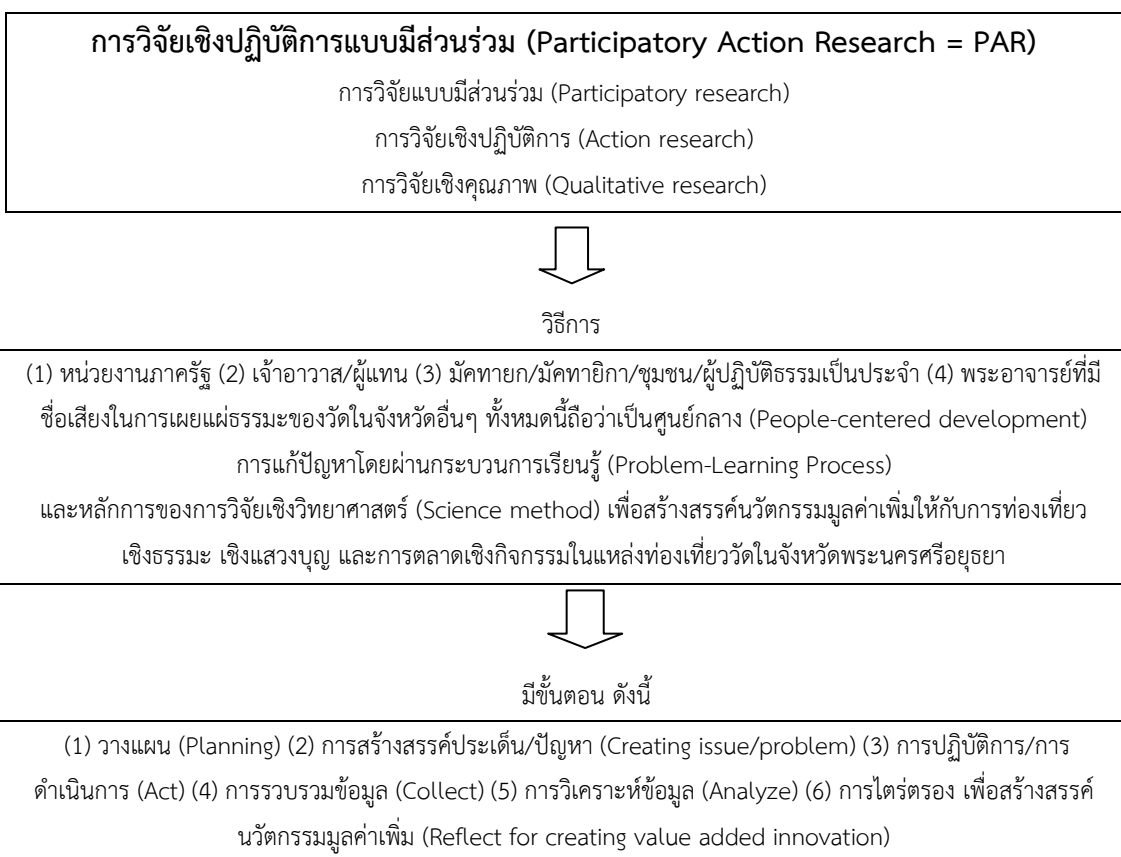 การวิจัยเชิงปฏิบัติการแบบมีส่วนร่วม (Participatory Action Research = PAR)
การวิจัยแบบมีส่วนร่วม (Participatory research)
การวิจัยเชิงปฏิบัติการ (Action research)
การวิจัยเชิงคุณภาพ (Qualitative research)
วิธีการ
(1) หน่วยงานภาครัฐ (2) เจ้าอาวาส/ผู้แทน (3) มัคทายก/มัคทายิกา/ชุมชน/ผู้ปฏิบัติธรรมเป็นประจำ (4) พระอาจารย์ที่มี
ชื่อเสียงในการเผยแผ่ธรรมะของวัดในจังหวัดอื่นๆ ทั้งหมดนี้ถือว่าเป็นศูนย์กลาง (People-centered development)
การแก้ปัญหาโดยผ่านกระบวนการเรียนรู้ (Problem-Learning Process)
และหลักการของการวิจัยเชิงวิทยาศาสตร์ (Science method) เพื่อสร้างสรรค์นวัตกรรมมูลค่าเพิ่มให้กับการท่องเที่ยว
เชิงธรรมะ เชิงแสวงบุญ และการตลาดเชิงกิจกรรมในแหล่งท่องเที่ยววัดในจังหวัดพระนครศรีอยุธยา
มีขั้นตอน ดังนี้
(1) วางแผน (Planning) (2) การสร้างสรรค์ประเด็น/ปัญหา (Creating issue/problem) (3) การปฏิบัติการ/การ
ดำเนินการ (Act) (4) การรวบรวมข้อมูล (Collect) (5) การวิเคราะห์ข้อมูล (Analyze) (6) การไตร่ตรอง เพื่อสร้างสรรค์
นวัตกรรมมูลค่าเพิ่ม (Reflect for creating value added innovation)